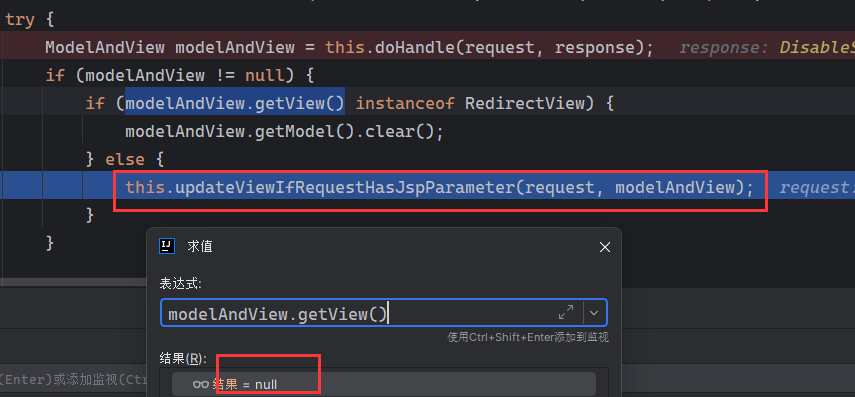 try {
ModelAndView modelAndView = this.doHandle(request, response); response: DisableS
if (modelAndView != null) {
if (modelAndView.getView() instanceof RedirectView) {
modelAndView.getModel().clear();
} else {
this.updateViewIfRequestHasJspParameter(request, modelAndView); request:
}
}
求值
表达式:
modelAndView.getView()
使用Ctrl+Shift+Enter添加到监视
结果(R):
(Enter)或添加监视(Ctr
结果 = null